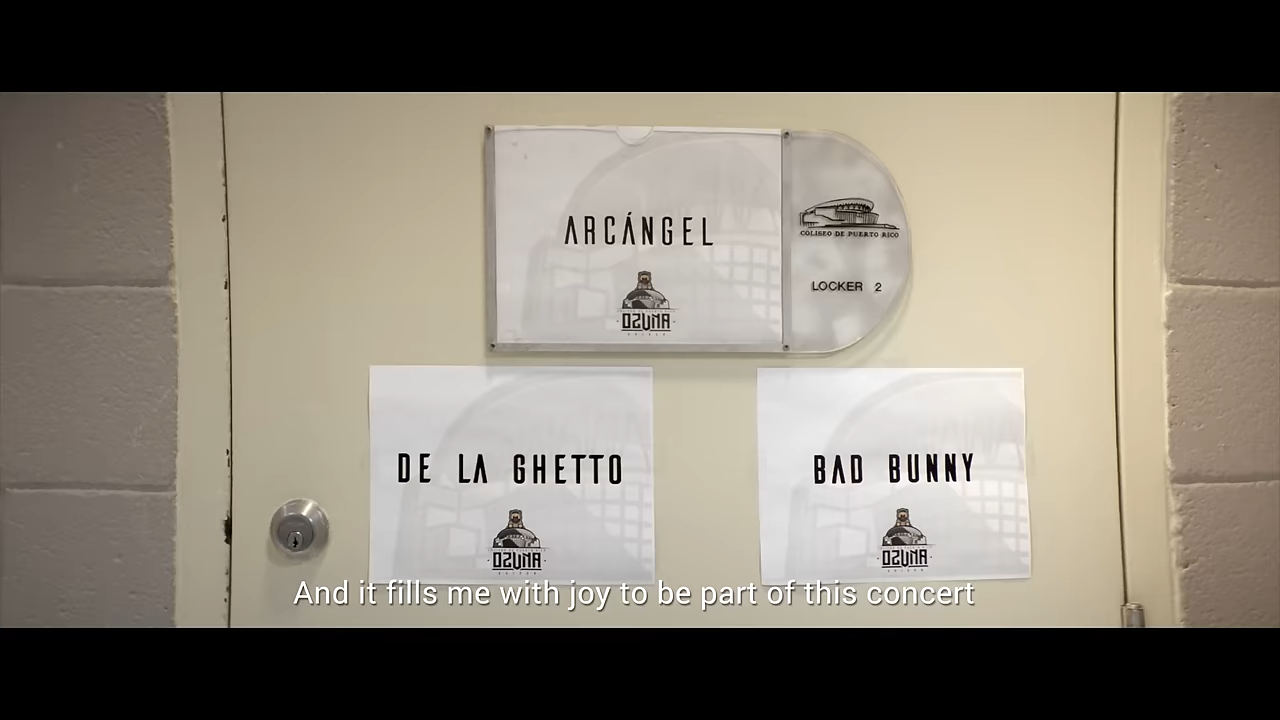 ARCÁNGEL
OZUNA
COLISEO DE PUERTO RICO
LOCKER 2
DE LA GHETTO
OZUNA
BAD BUNNY
OZUNA
And it fills me with joy to be part of this concert